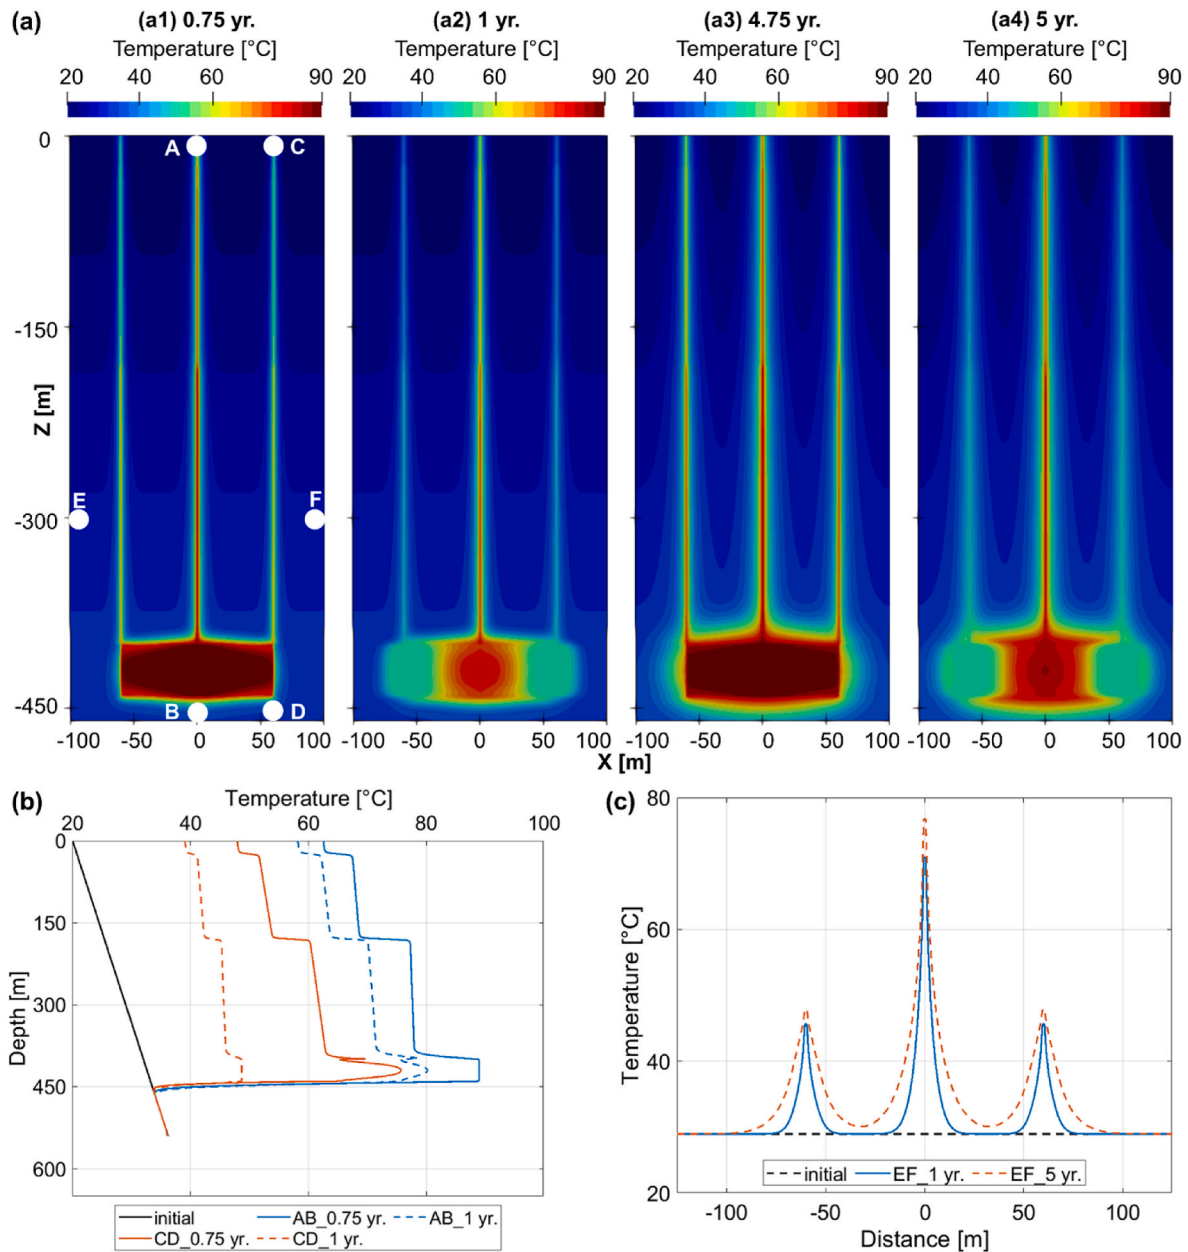 (a)
(a1) 0.75 yr.
(a2) 1 yr.
(a3) 4.75 yr.
(a4) 5 yr.
Temperature [°C]
Temperature [°C]
Temperature [°C]
Temperature [°C]
20 60 90
20 60 90
20 60 90
20 60 90
0
-150
-300
-450
Z [m]
A
C
E
F
B
D
-100 -50 0 50 100
-100 -50 0 50 100
-100 -50 0 50 100
-100 -50 0 50 100
X [m]
(b)
Temperature [°C]
20 40 60 80 100
0
150
300
450
600
Depth [m]
initial AB_0.75 yr. AB_1 yr.
CD_0.75 yr. CD_1 yr.
(c)
80
60
40
20
Temperature [°C]
initial EF_1 yr. EF_5 yr.
-100 -50 0 50 100
Distance [m]